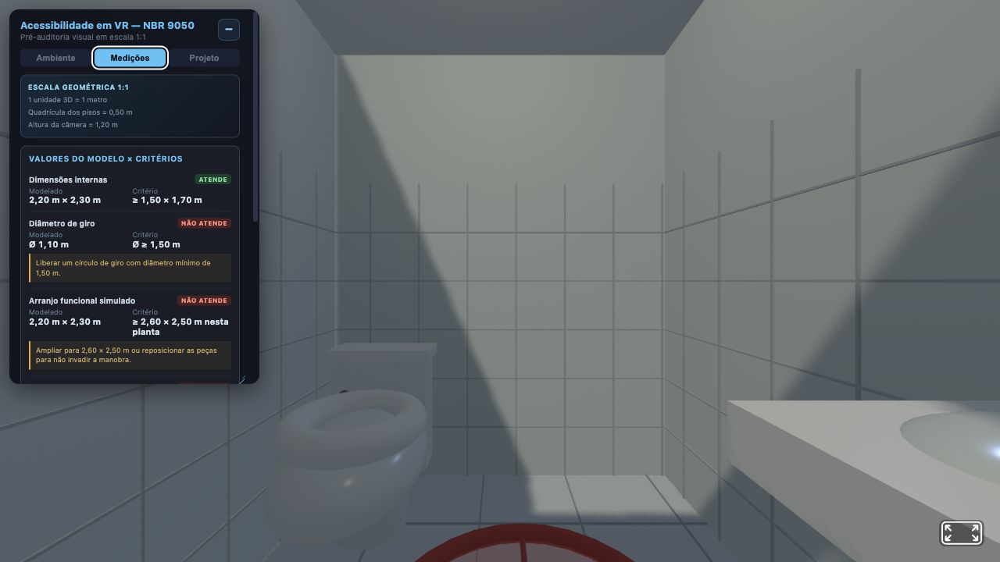 Acessibilidade em VR — NBR 9050
Pré-auditoria visual em escala 1:1
−
Ambiente Medições Projeto
ESCALA GEOMÉTRICA 1:1
1 unidade 3D = 1 metro
Quadrícula dos pisos = 0,50 m
Altura da câmera = 1,20 m
VALORES DO MODELO × CRITÉRIOS
Dimensões internas ATENDE
Modelado Critério
2,20 m × 2,30 m ≥ 1,50 × 1,70 m
Diâmetro de giro NÃO ATENDE
Modelado Critério
Ø 1,10 m Ø ≥ 1,50 m
Liberar um círculo de giro com diâmetro mínimo de
1,50 m.
Arranjo funcional simulado NÃO ATENDE
Modelado Critério
2,20 m × 2,30 m ≥ 2,60 × 2,50 m nesta
planta
Ampliar para 2,60 × 2,50 m ou reposicionar as peças
para não invadir a manobra.